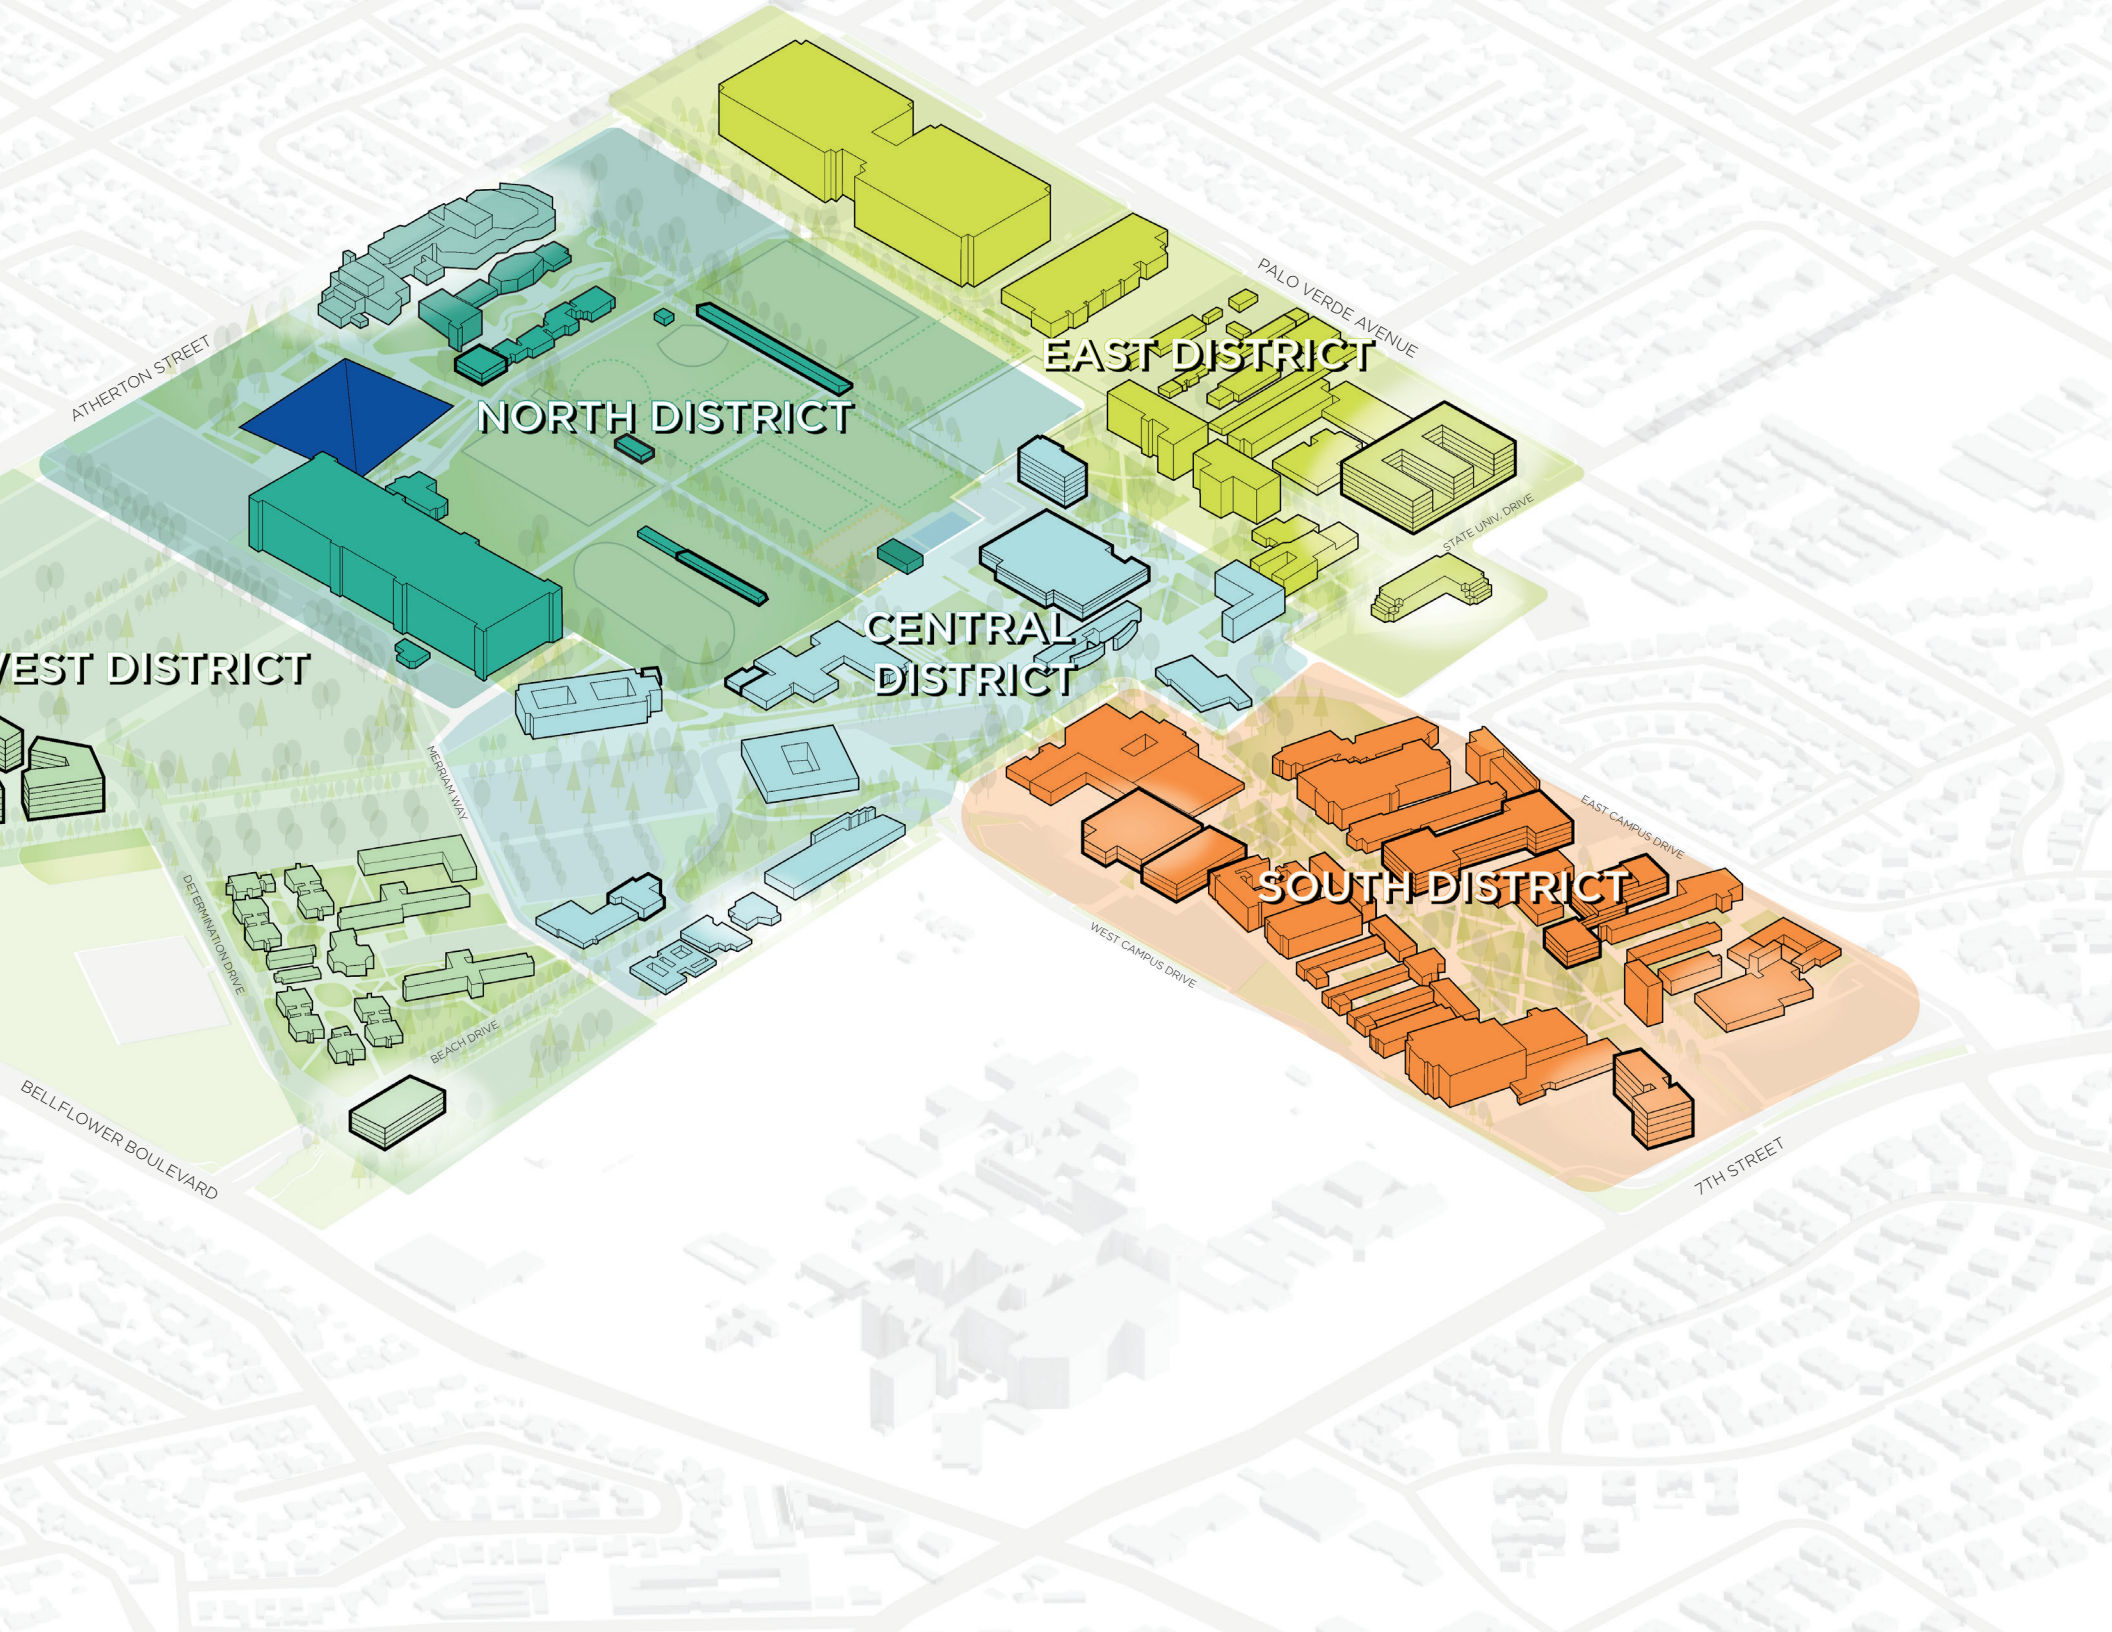 PALO VERDE AVENUE
ATHERTON STREET
EAST DISTRICT
NORTH DISTRICT
STATE UNIV. DRIVE
CENTRAL
DISTRICT
EST DISTRICT
MERRIAM WAY
EAST CAMPUS DRIVE
SOUTH DISTRICT
DETERMINATION DRIVE
WEST CAMPUS DRIVE
BEACH DRIVE
BELLFLOWER BOULEVARD
7TH STREET